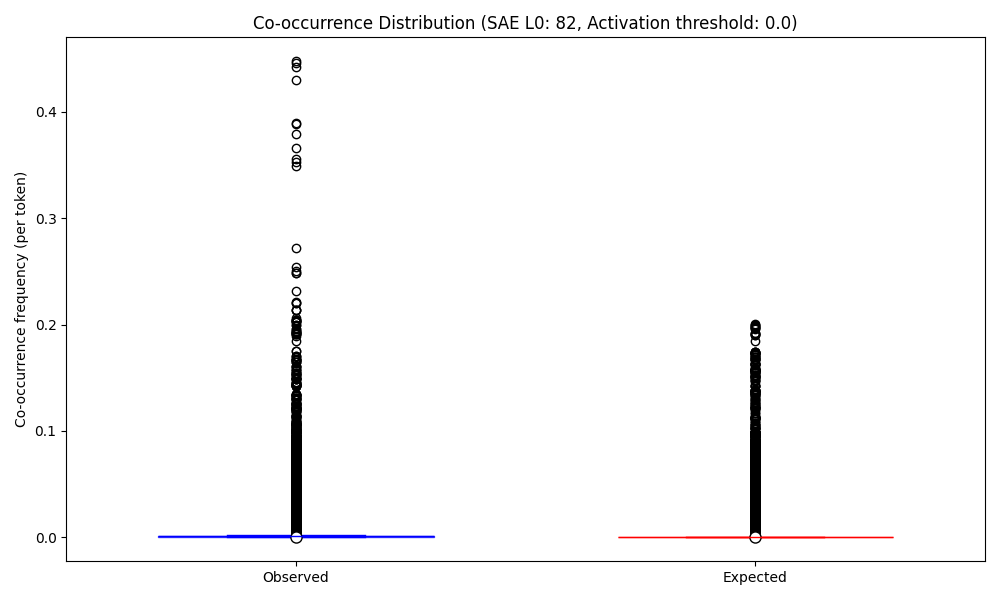 Co-occurrence Distribution (SAE L0: 82, Activation threshold: 0.0)
Co-occurrence frequency (per token)
0.4
0.3
0.2
0.1
0.0
Observed
Expected